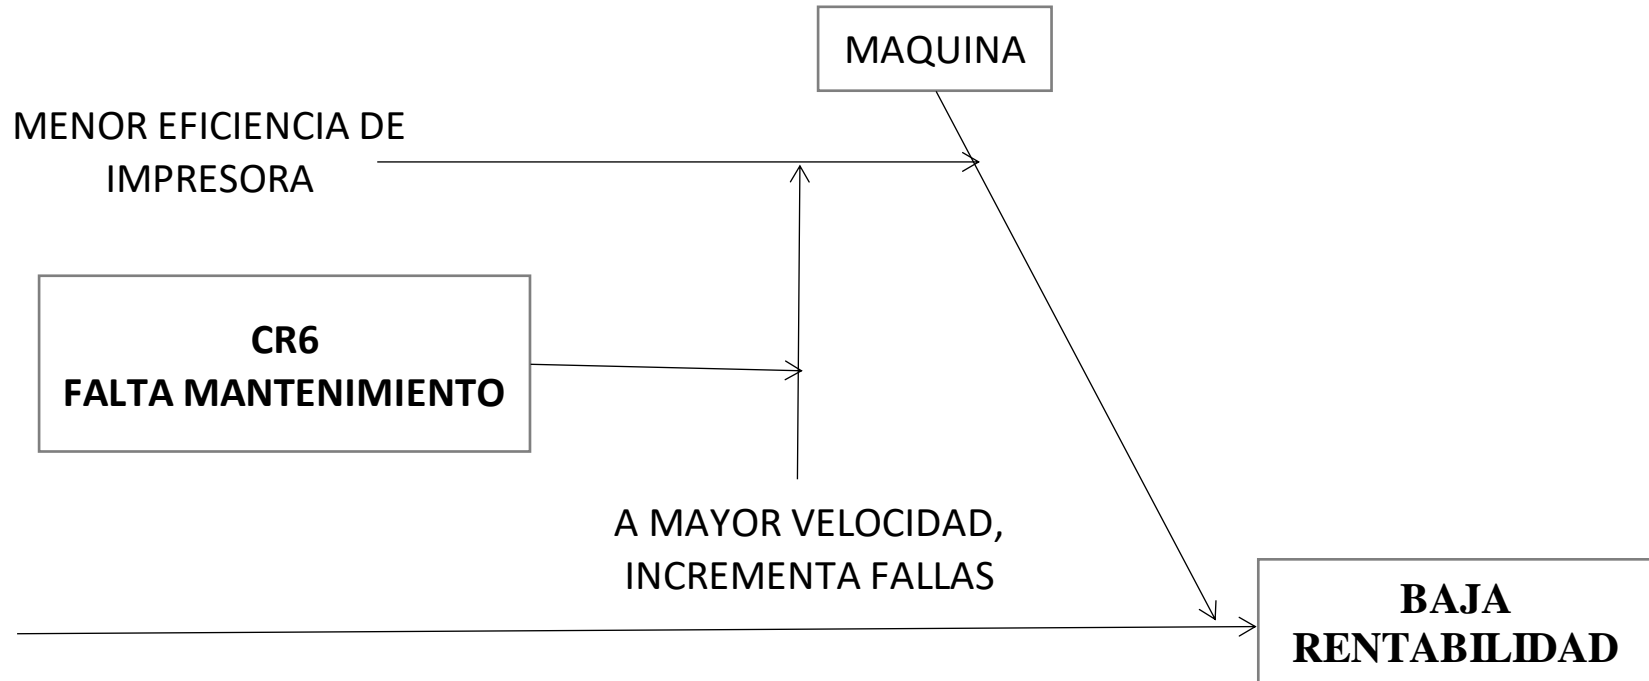 MAQUINA
MENOR EFICIENCIA DE
IMPRESORA
CR6
FALTA MANTENIMIENTO
A MAYOR VELOCIDAD,
INCREMENTA FALLAS
BAJA
RENTABILIDAD